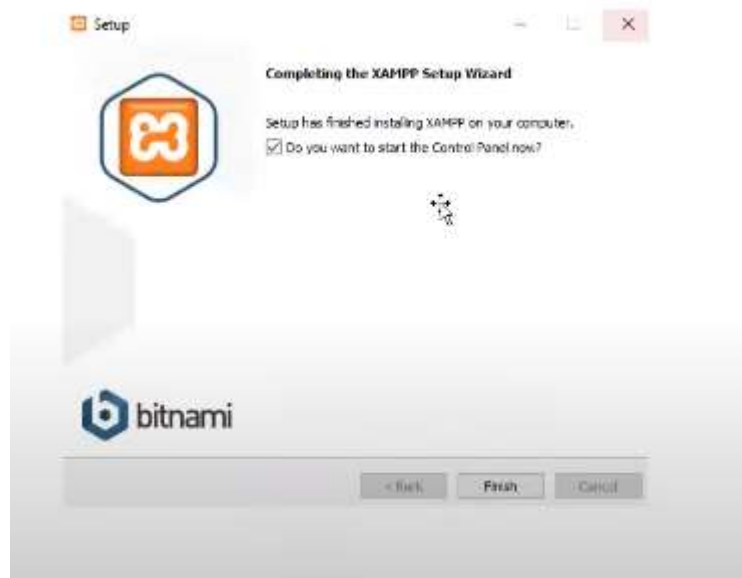 Setup
Completing the XAMPP Setup Wizard
Setup has finished installing XAMPP on your computer.
Do you want to start the Control Panel now?
bitnami
< Back
Finish
Cancel